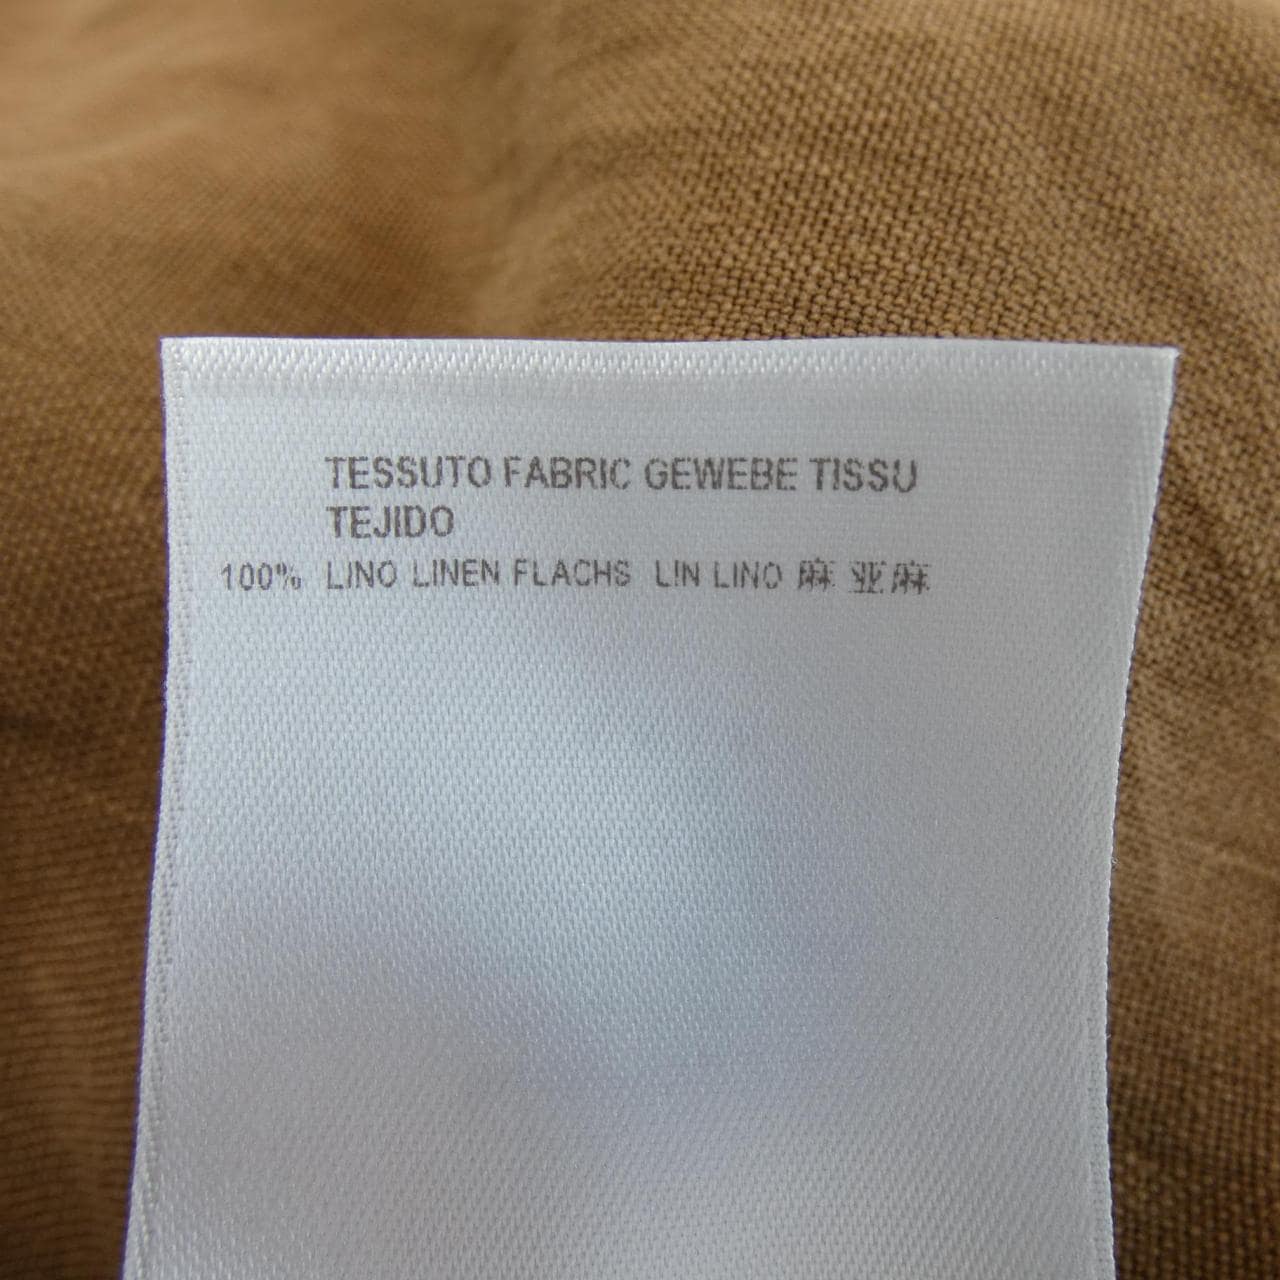 TESSUTO FABRIC GEWEBE TISSU
TEJIDO
100% LINO LINEN FLACHS LIN LINO 麻 亚麻